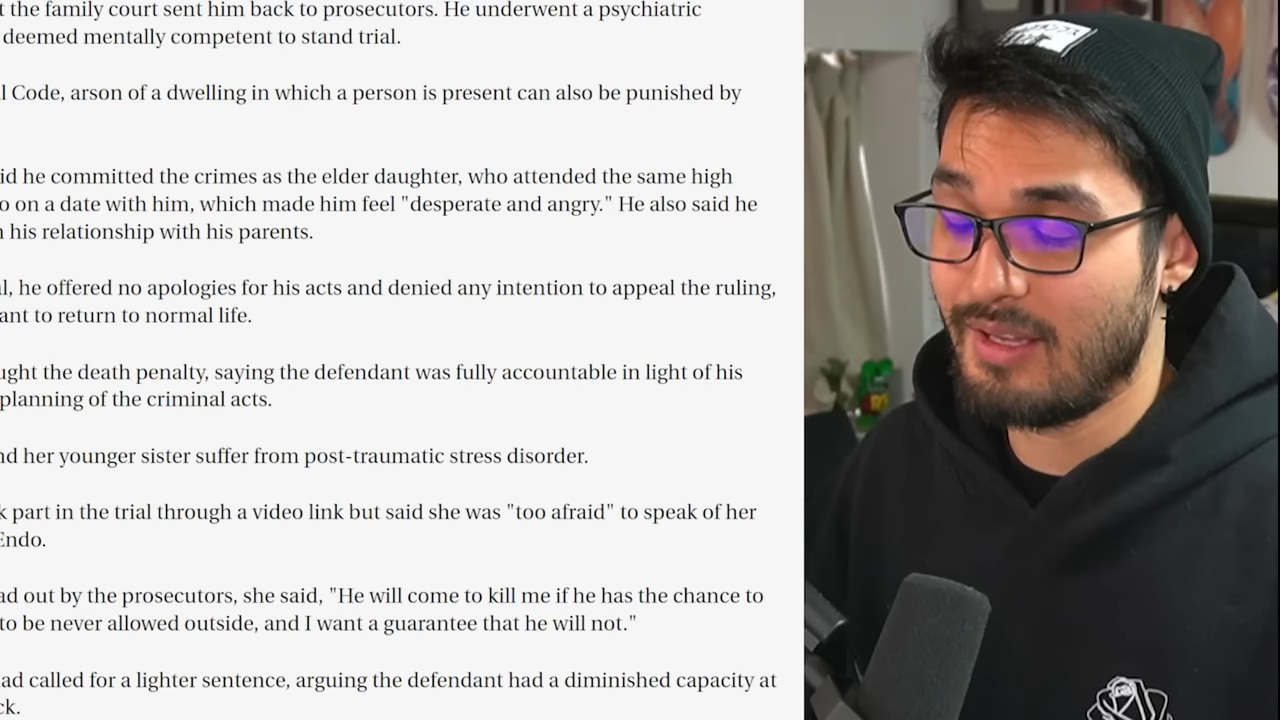 t the family court sent him back to prosecutors. He underwent a psychiatric
deemed mentally competent to stand trial.
l Code, arson of a dwelling in which a person is present can also be punished by
id he committed the crimes as the elder daughter, who attended the same high
o on a date with him, which made him feel "desperate and angry." He also said he
n his relationship with his parents.
l, he offered no apologies for his acts and denied any intention to appeal the ruling,
ant to return to normal life.
ught the death penalty, saying the defendant was fully accountable in light of his
planning of the criminal acts.
nd her younger sister suffer from post-traumatic stress disorder.
k part in the trial through a video link but said she was "too afraid" to speak of her
Endo.
ad out by the prosecutors, she said, "He will come to kill me if he has the chance to
to be never allowed outside, and I want a guarantee that he will not."
ad called for a lighter sentence, arguing the defendant had a diminished capacity at
ck.